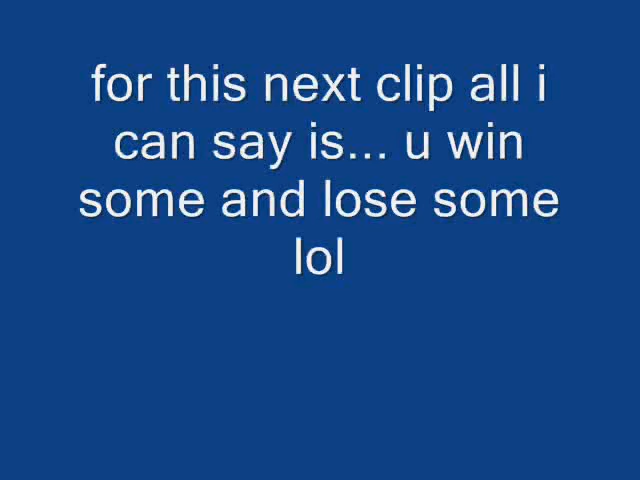 for this next clip all i
can say is... u win
some and lose some
lol